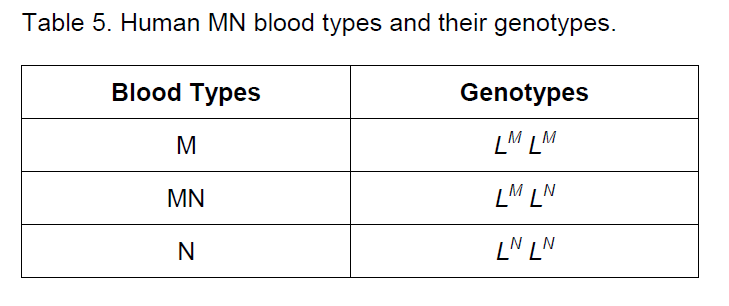 Table 5. Human MN blood types and their genotypes.
Blood Types Genotypes
M L^M L^M
MN L^M L^N
N L^N L^N